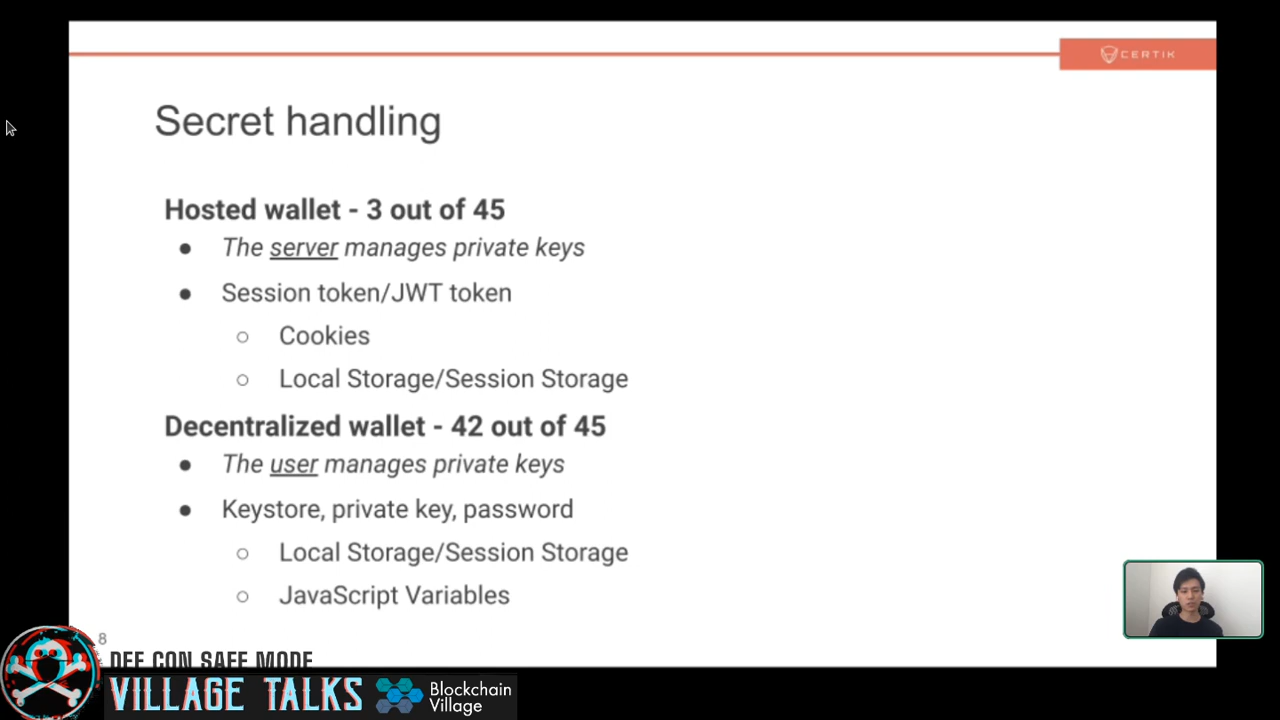 CERTIK
Secret handling
Hosted wallet - 3 out of 45
● The server manages private keys
● Session token/JWT token
○ Cookies
○ Local Storage/Session Storage
Decentralized wallet - 42 out of 45
● The user manages private keys
● Keystore, private key, password
○ Local Storage/Session Storage
○ JavaScript Variables
8
DEF CON SAFE MODE
VILLAGE TALKS
Blockchain
Village